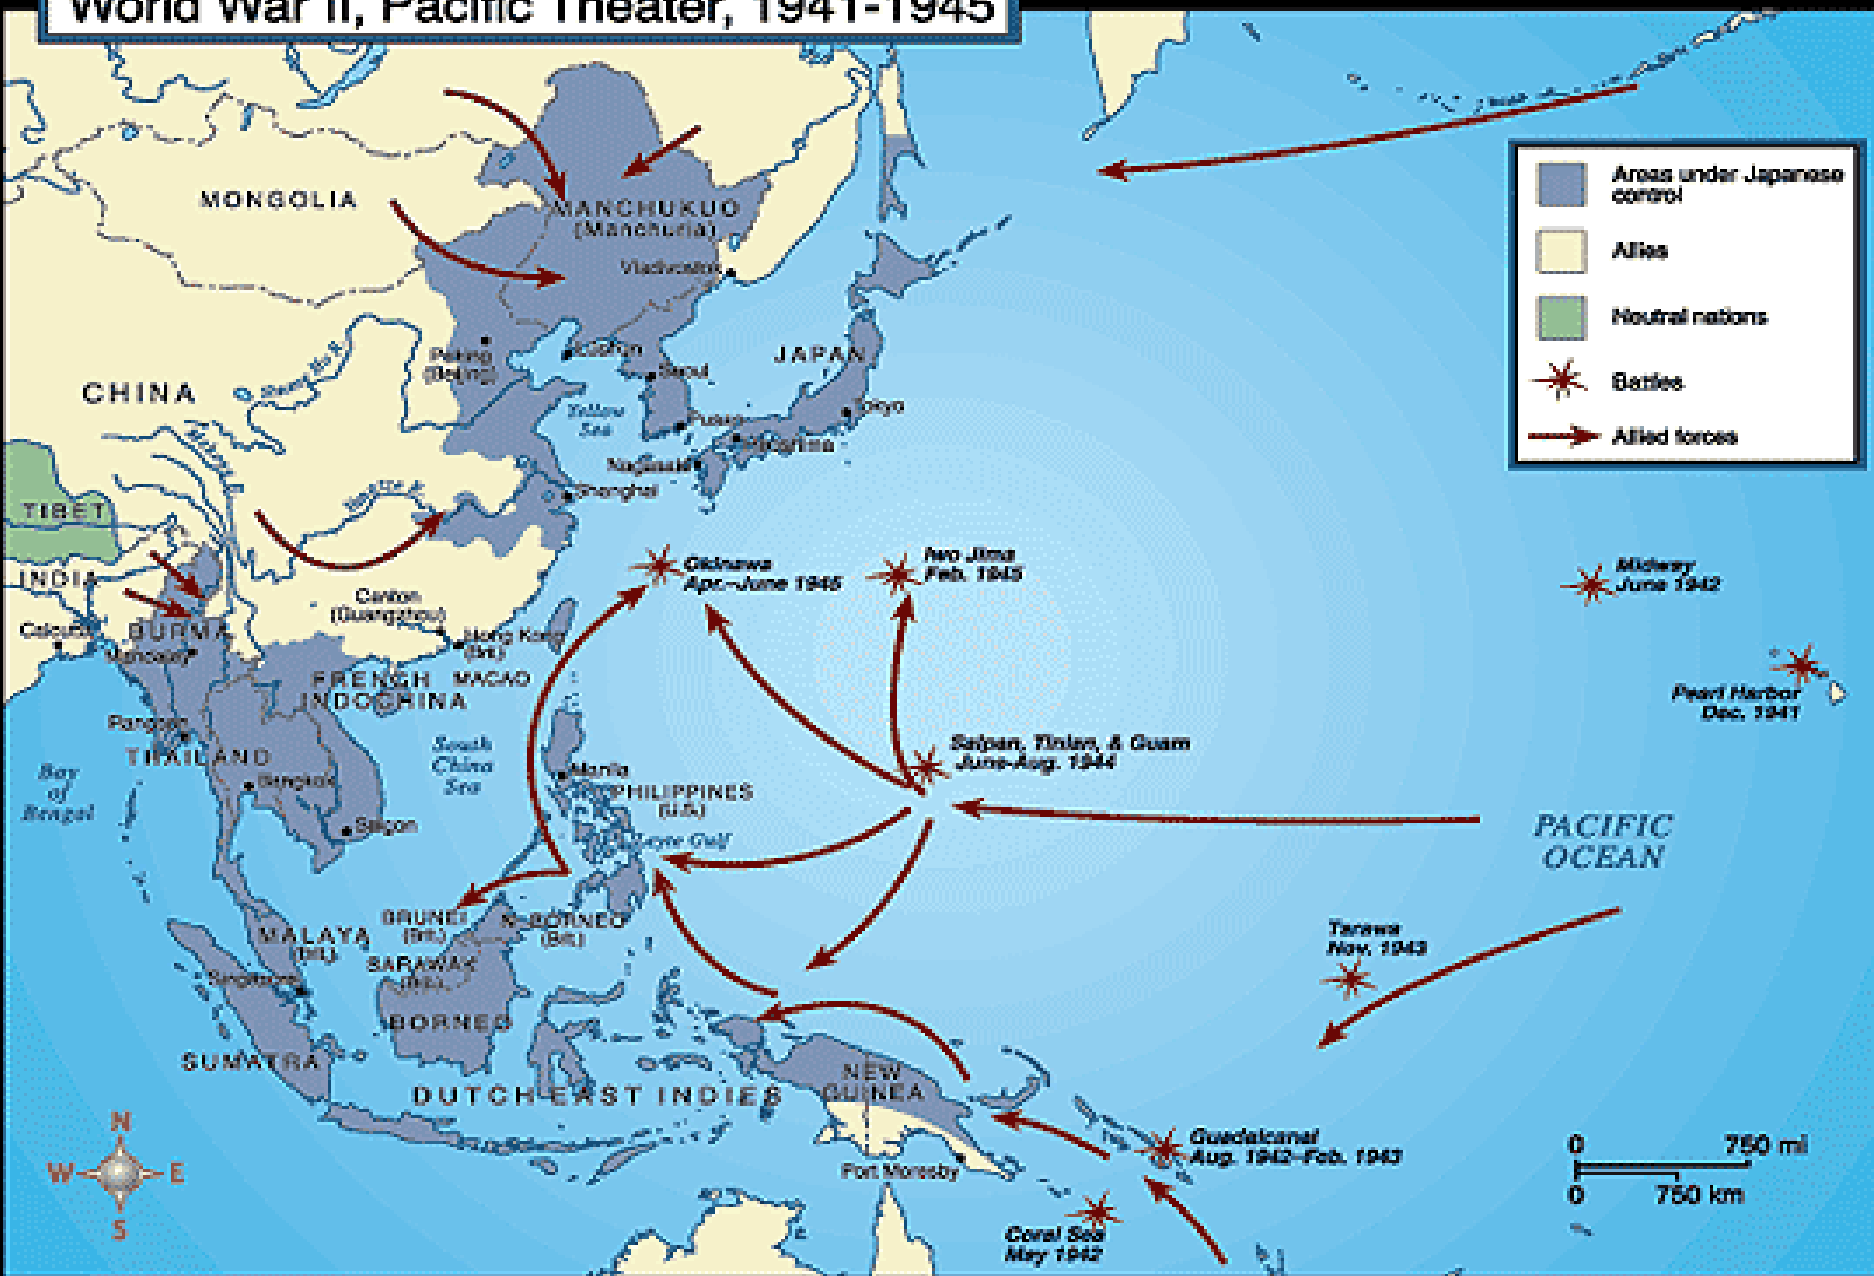 World War II, Pacific Theater, 1941-1945
Areas under Japanese
control
Allies
Neutral nations
Battles
Allied forces
MONGOLIA
MANCHUKUO
(Manchuria)
Vladivostok
CHINA
Peking
(Beijing)
Seoul
Pusan
JAPAN
Tokyo
Hiroshima
Nagasaki
Yellow
Sea
Shanghai
TIBET
INDIA
Calcutta
BURMA
Mandalay
Canton
(Guangzhou)
Hong Kong
(Brit.)
MACAO
FRENCH
INDOCHINA
Rangoon
THAILAND
Bangkok
Saigon
Bay
of
Bengal
South
China
Sea
Manila
PHILIPPINES
(U.S.)
Leyte Gulf
Okinawa
Apr.–June 1945
Iwo Jima
Feb. 1945
Midway
June 1942
Pearl Harbor
Dec. 1941
Saipan, Tinian, & Guam
June-Aug. 1944
PACIFIC
OCEAN
Tarawa
Nov. 1943
BRUNEI
(Brit.)
N. BORNEO
(Brit.)
MALAYA
(Brit.)
SARAWAK
(Brit.)
Singapore
BORNEO
SUMATRA
DUTCH EAST INDIES
NEW
GUINEA
Port Moresby
Guadalcanal
Aug. 1942–Feb. 1943
Coral Sea
May 1942
N
W
E
S
0
750 mi
0
750 km